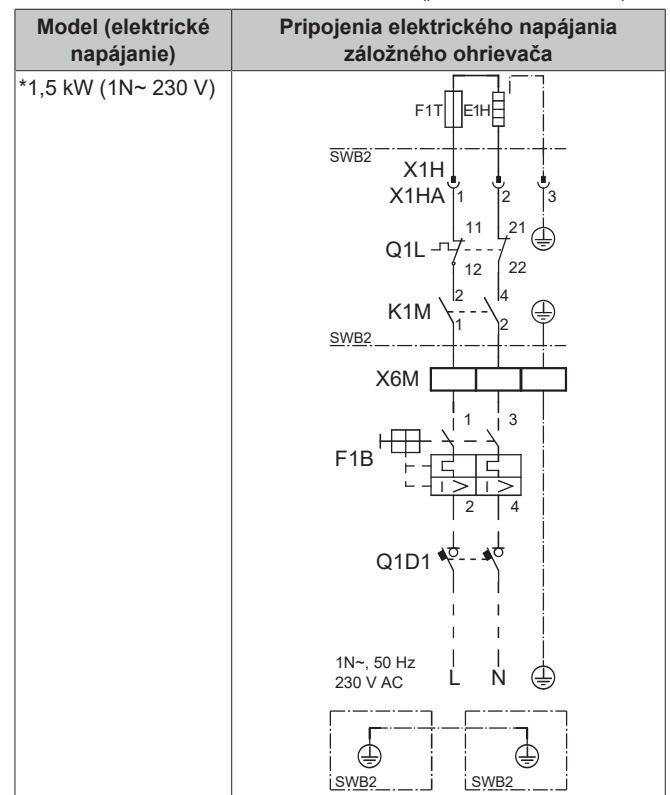 Model (elektrické napájanie)
Pripojenia elektrického napájania záložného ohrievača
*1,5 kW (1N~ 230 V)
F1T E1H
SWB2
X1H
X1HA 1 2 3
11 21
Q1L
12 22
2 4
K1M
1 2
SWB2
X6M
1 3
F1B
2 4
Q1D1
1N~, 50 Hz
230 V AC
L N
SWB2 SWB2